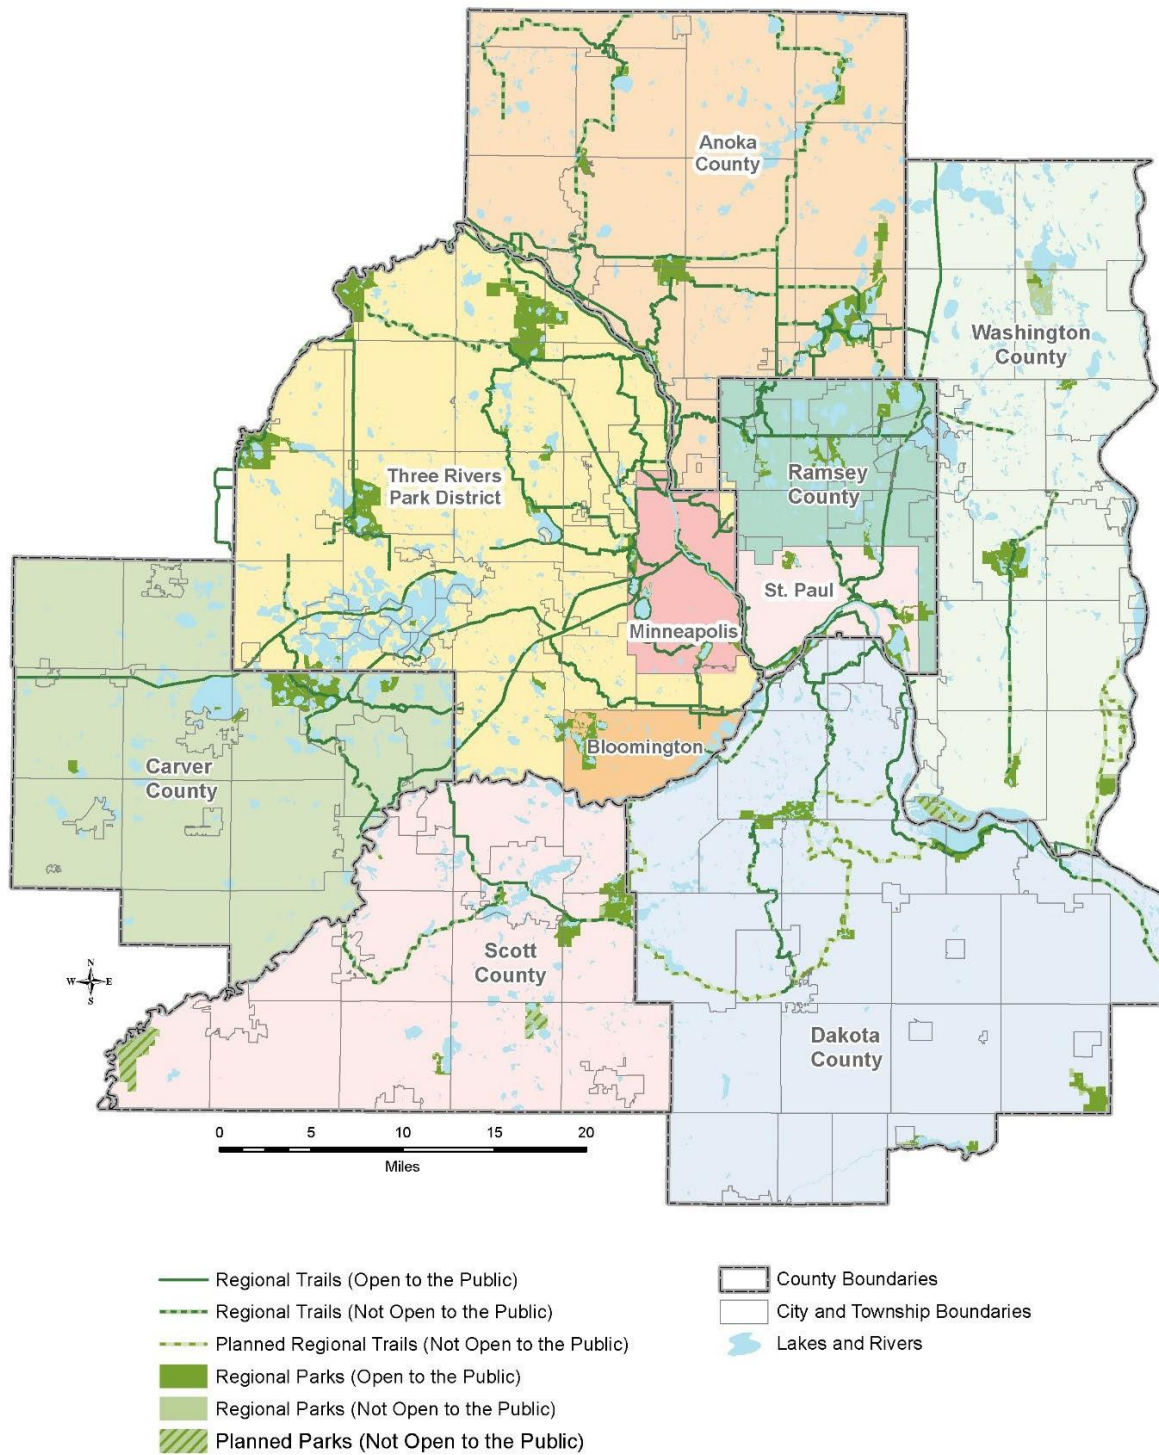 Anoka
County
Washington
County
Three Rivers
Park District
Ramsey
County
St. Paul
Minneapolis
Bloomington
Carver
County
Scott
County
N
W E
S
Dakota
County
0 5 10 15 20
Miles
Regional Trails (Open to the Public)
Regional Trails (Not Open to the Public)
Planned Regional Trails (Not Open to the Public)
Regional Parks (Open to the Public)
Regional Parks (Not Open to the Public)
Planned Parks (Not Open to the Public)
County Boundaries
City and Township Boundaries
Lakes and Rivers